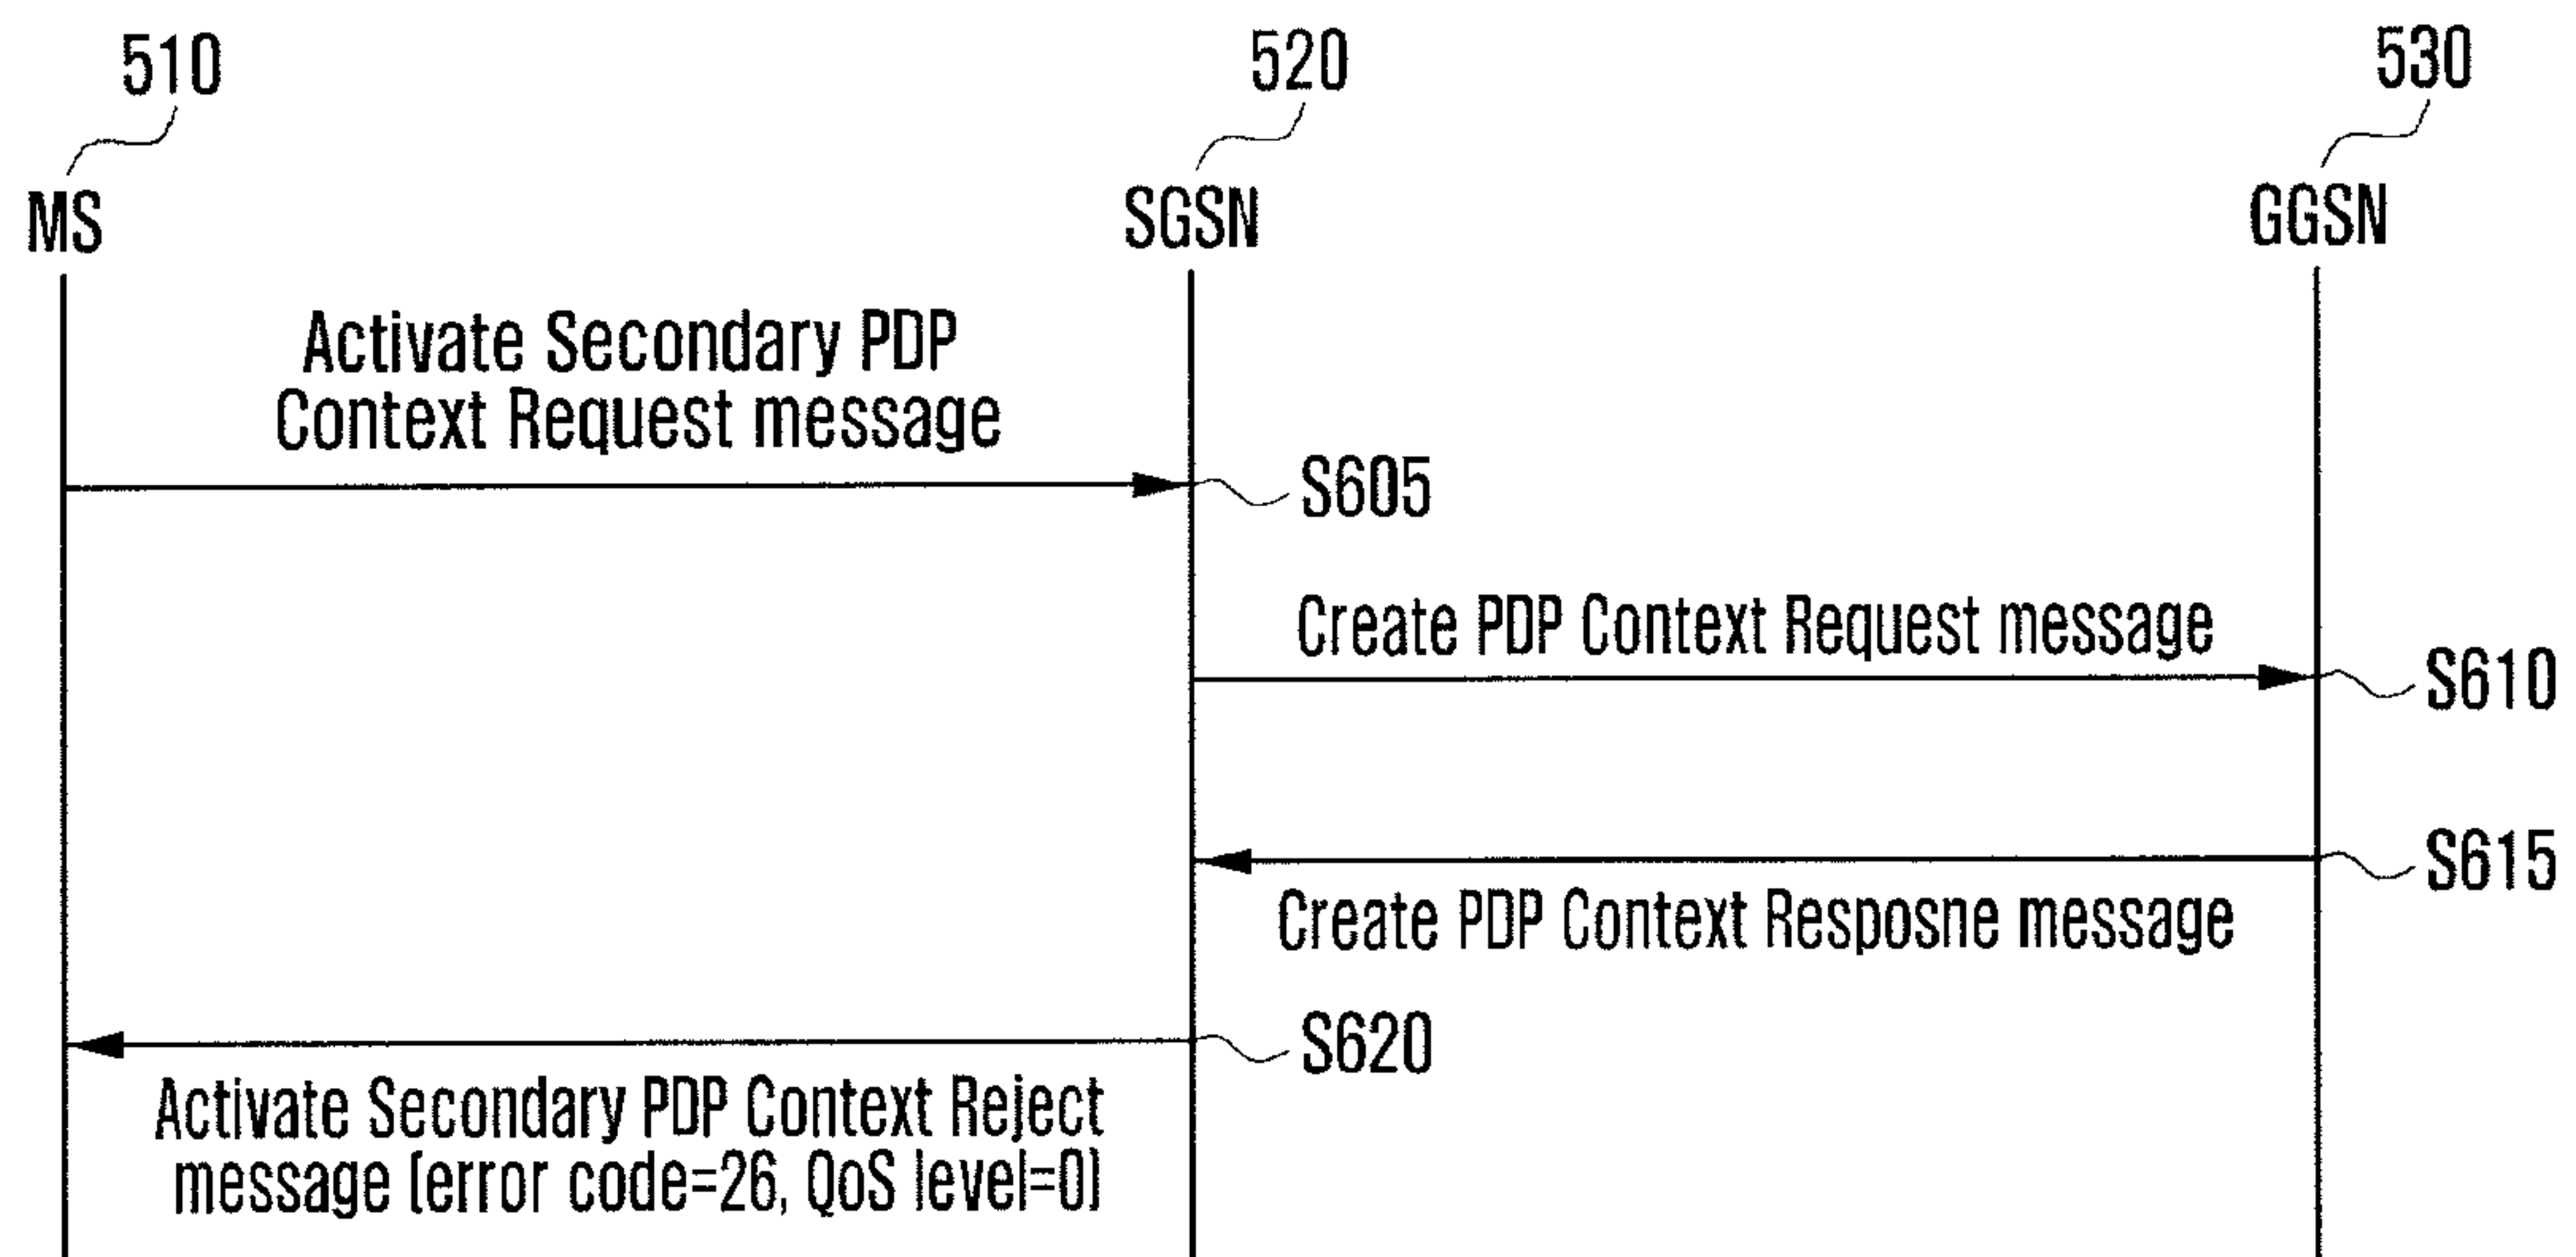 510
520
530
MS
SGSN
GGSN
Activate Secondary PDP
Context Request message
S605
Create PDP Context Request message
S610
S615
Create PDP Context Resposne message
S620
Activate Secondary PDP Context Reject
message (error code=26, QoS level=0)